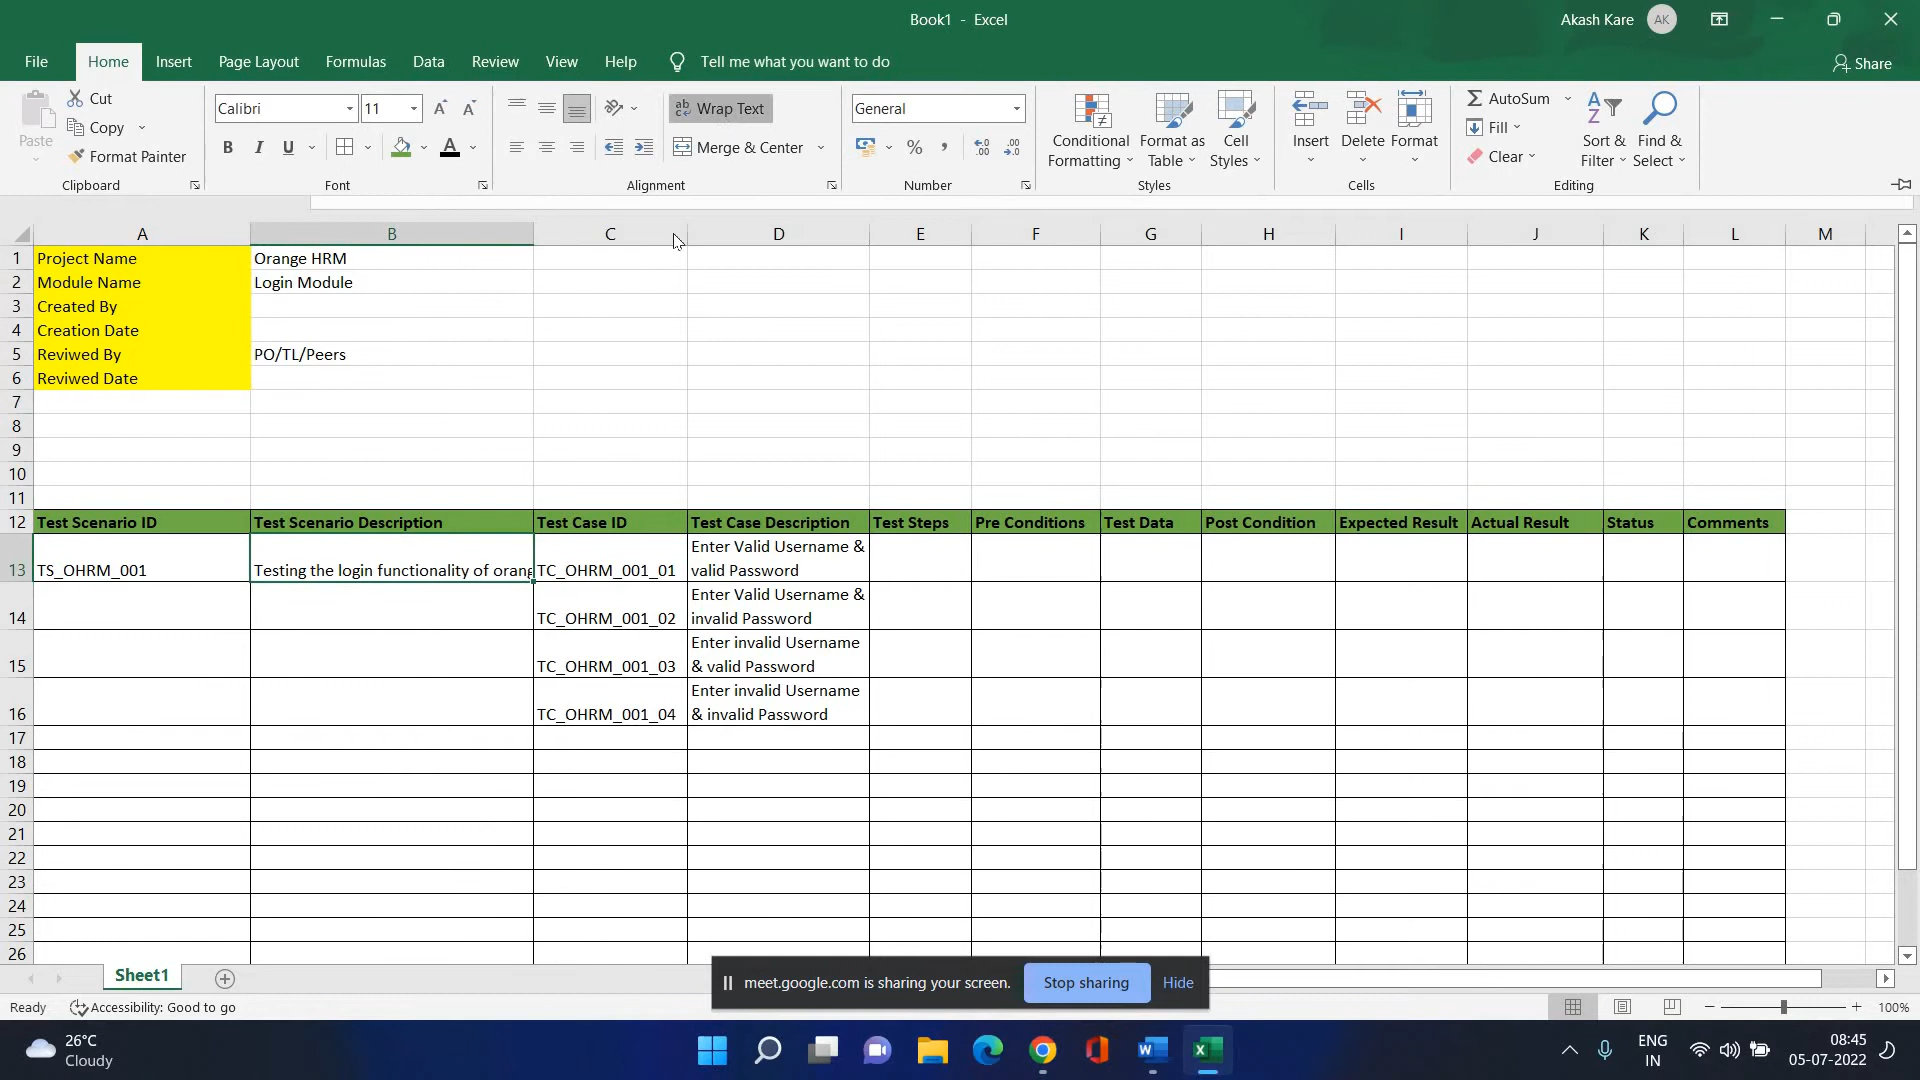 Book1 - Excel
Akash Kare
AK
File
Home
Insert
Page Layout
Formulas
Data
Review
View
Help
Tell me what you want to do
Share
Paste
Cut
Copy
Format Painter
Clipboard
Calibri
11
B I U
Font
Wrap Text
Merge & Center
Alignment
General
Number
Conditional
Formatting
Format as
Table
Cell
Styles
Styles
Insert
Delete
Format
Cells
AutoSum
Fill
Clear
Sort &
Filter
Find &
Select
Editing
A B C D E F G H I J K L M
1 Project Name Orange HRM
2 Module Name Login Module
3 Created By
4 Creation Date
5 Reviwed By PO/TL/Peers
6 Reviwed Date
7
8
9
10
11
12 Test Scenario ID Test Scenario Description Test Case ID Test Case Description Test Steps Pre Conditions Test Data Post Condition Expected Result Actual Result Status Comments
Enter Valid Username &
13 TS_OHRM_001 Testing the login functionality of orang TC_OHRM_001_01 valid Password
Enter Valid Username &
14 TC_OHRM_001_02 invalid Password
Enter invalid Username
15 TC_OHRM_001_03 & valid Password
Enter invalid Username
16 TC_OHRM_001_04 & invalid Password
17
18
19
20
21
22
23
24
25
26
Sheet1
meet.google.com is sharing your screen.
Stop sharing
Hide
Ready
Accessibility: Good to go
100%
26°C
Cloudy
ENG
IN
08:45
05-07-2022